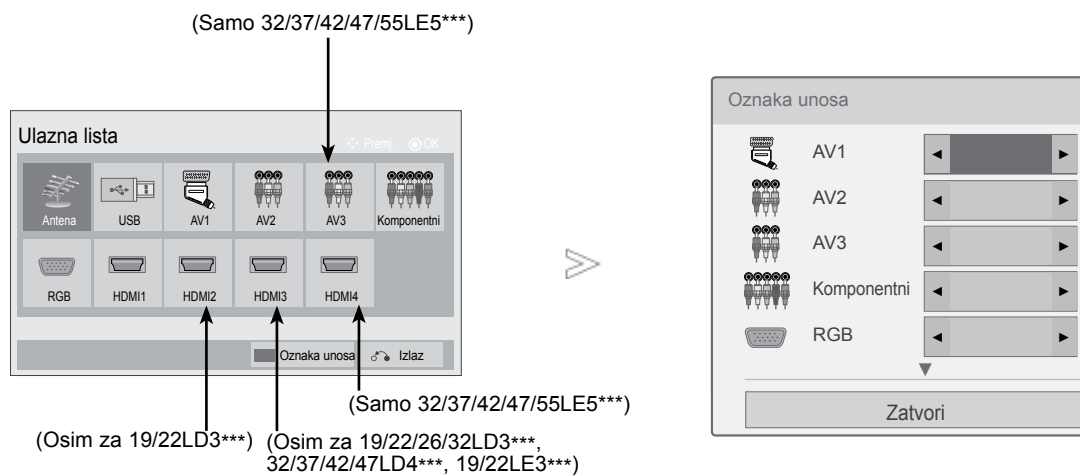 (Samo 32/37/42/47/55LE5***)
Ulazna lista
Premj. OK
Antena
USB
AV1
AV2
AV3
Komponentni
RGB
HDMI1
HDMI2
HDMI3
HDMI4
Oznaka unosa
Izlaz
(Samo 32/37/42/47/55LE5***)
(Osim za 19/22LD3***)
(Osim za 19/22/26/32LD3***,
32/37/42/47LD4***, 19/22LE3***)
Oznaka unosa
AV1
AV2
AV3
Komponentni
RGB
Zatvori